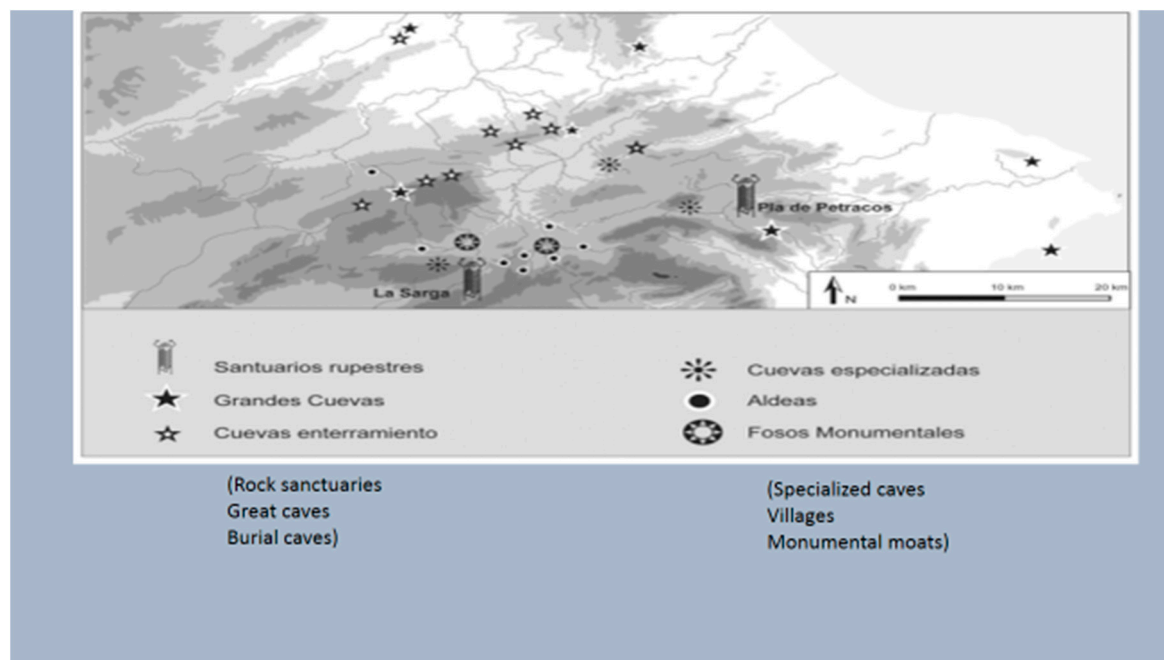 Pla de Petracos
La Sarga
N
0 km 10 km 20 km
Santuarios rupestres
Grandes Cuevas
Cuevas enterramiento
Cuevas especializadas
Aldeas
Fosos Monumentales
(Rock sanctuaries
Great caves
Burial caves)
(Specialized caves
Villages
Monumental moats)